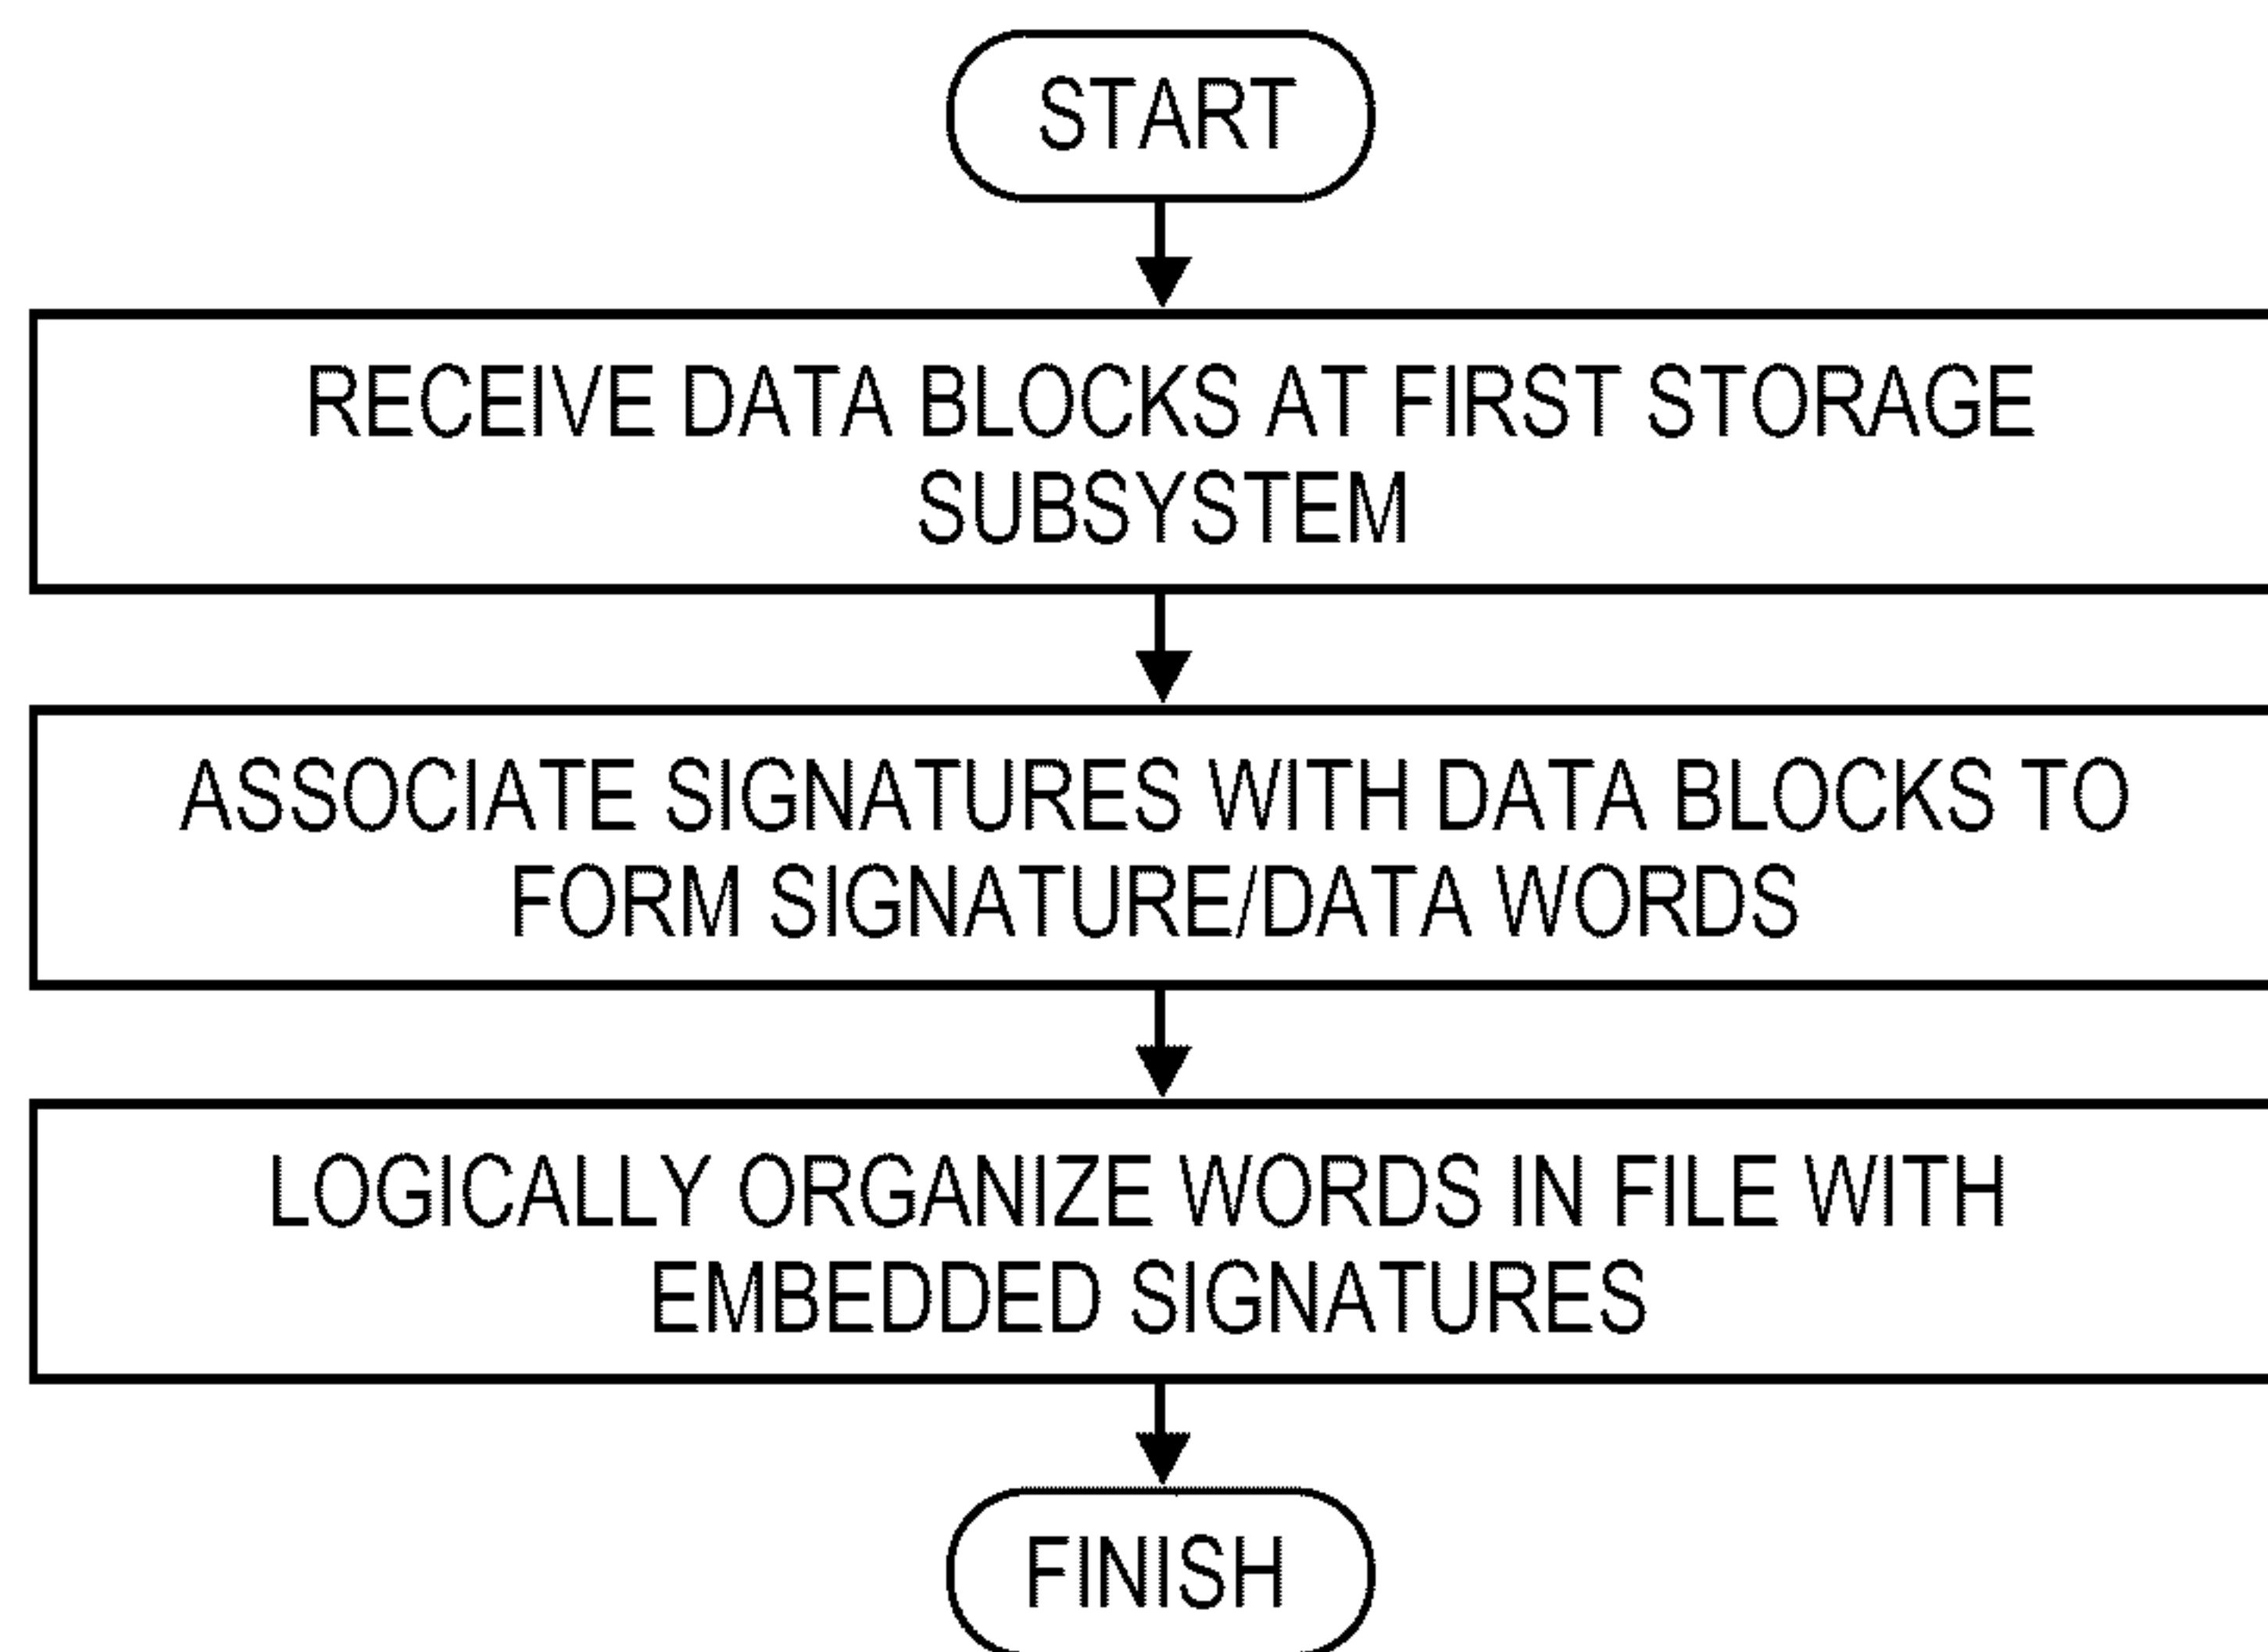 START
RECEIVE DATA BLOCKS AT FIRST STORAGE
SUBSYSTEM
ASSOCIATE SIGNATURES WITH DATA BLOCKS TO
FORM SIGNATURE/DATA WORDS
LOGICALLY ORGANIZE WORDS IN FILE WITH
EMBEDDED SIGNATURES
FINISH